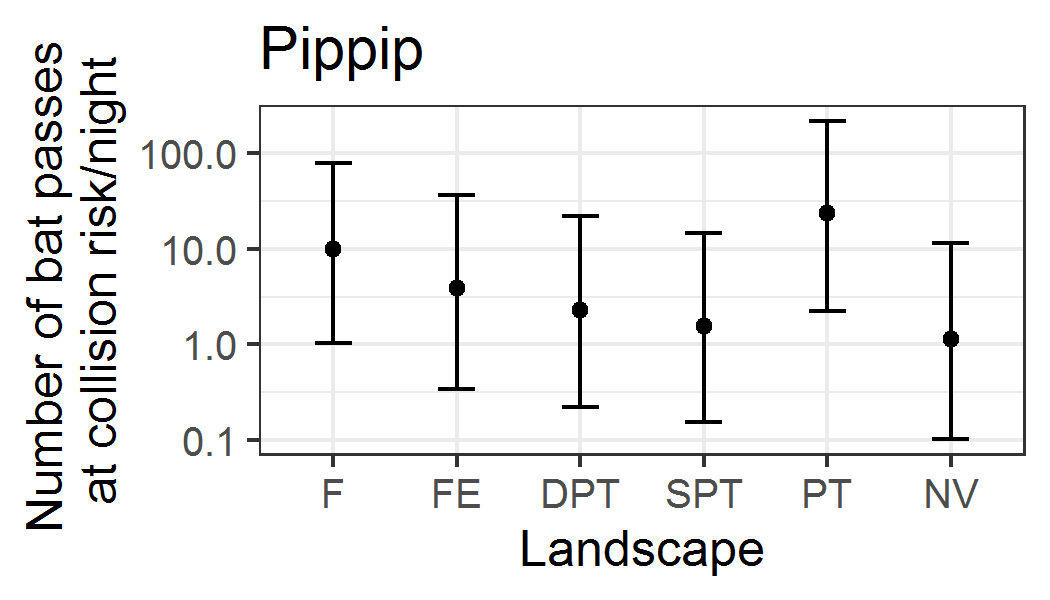 Pippip
Number of bat passes
at collision risk/night
100.0
10.0
1.0
0.1
F FE DPT SPT PT NV
Landscape